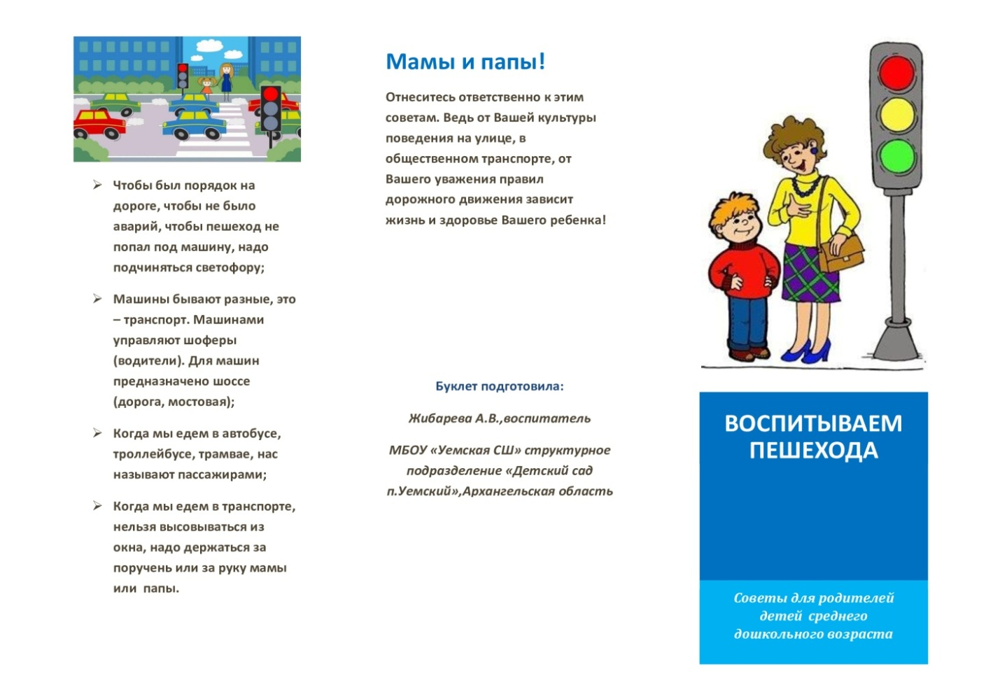 Чтобы был порядок на
дороге, чтобы не было
аварий, чтобы пешеход не
попал под машину, надо
подчиняться светофору;
Машины бывают разные, это
– транспорт. Машинами
управляют шоферы
(водители). Для машин
предназначено шоссе
(дорога, мостовая);
Когда мы едем в автобусе,
троллейбусе, трамвае, нас
называют пассажирами;
Когда мы едем в транспорте,
нельзя высовываться из
окна, надо держаться за
поручень или за руку мамы
или  папы.
Мамы и папы!
Отнеситесь ответственно к этим
советам. Ведь от Вашей культуры
поведения на улице, в
общественном транспорте, от
Вашего уважения правил
дорожного движения зависит
жизнь и здоровье Вашего ребенка!
Буклет подготовила:
Жибарева А.В.,воспитатель
МБОУ «Уемская СШ» структурное
подразделение «Детский сад
п.Уемский»,Архангельская область
ВОСПИТЫВАЕМ
ПЕШЕХОДА
Советы для родителей
детей  среднего
дошкольного возраста